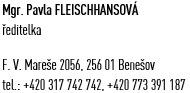 Mgr. Pavla FLEISCHHANSOVÁ
ředitelka
F. V. Mareše 2056, 256 01 Benešov
tel.: +420 317 742 742, +420 773 391 187